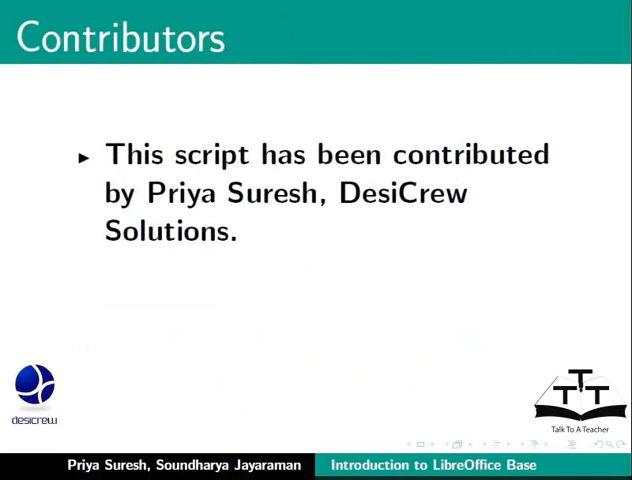 Contributors
This script has been contributed
by Priya Suresh, DesiCrew
Solutions.
desicrew
TTT
Talk To A Teacher
Priya Suresh, Soundharya Jayaraman Introduction to LibreOffice Base